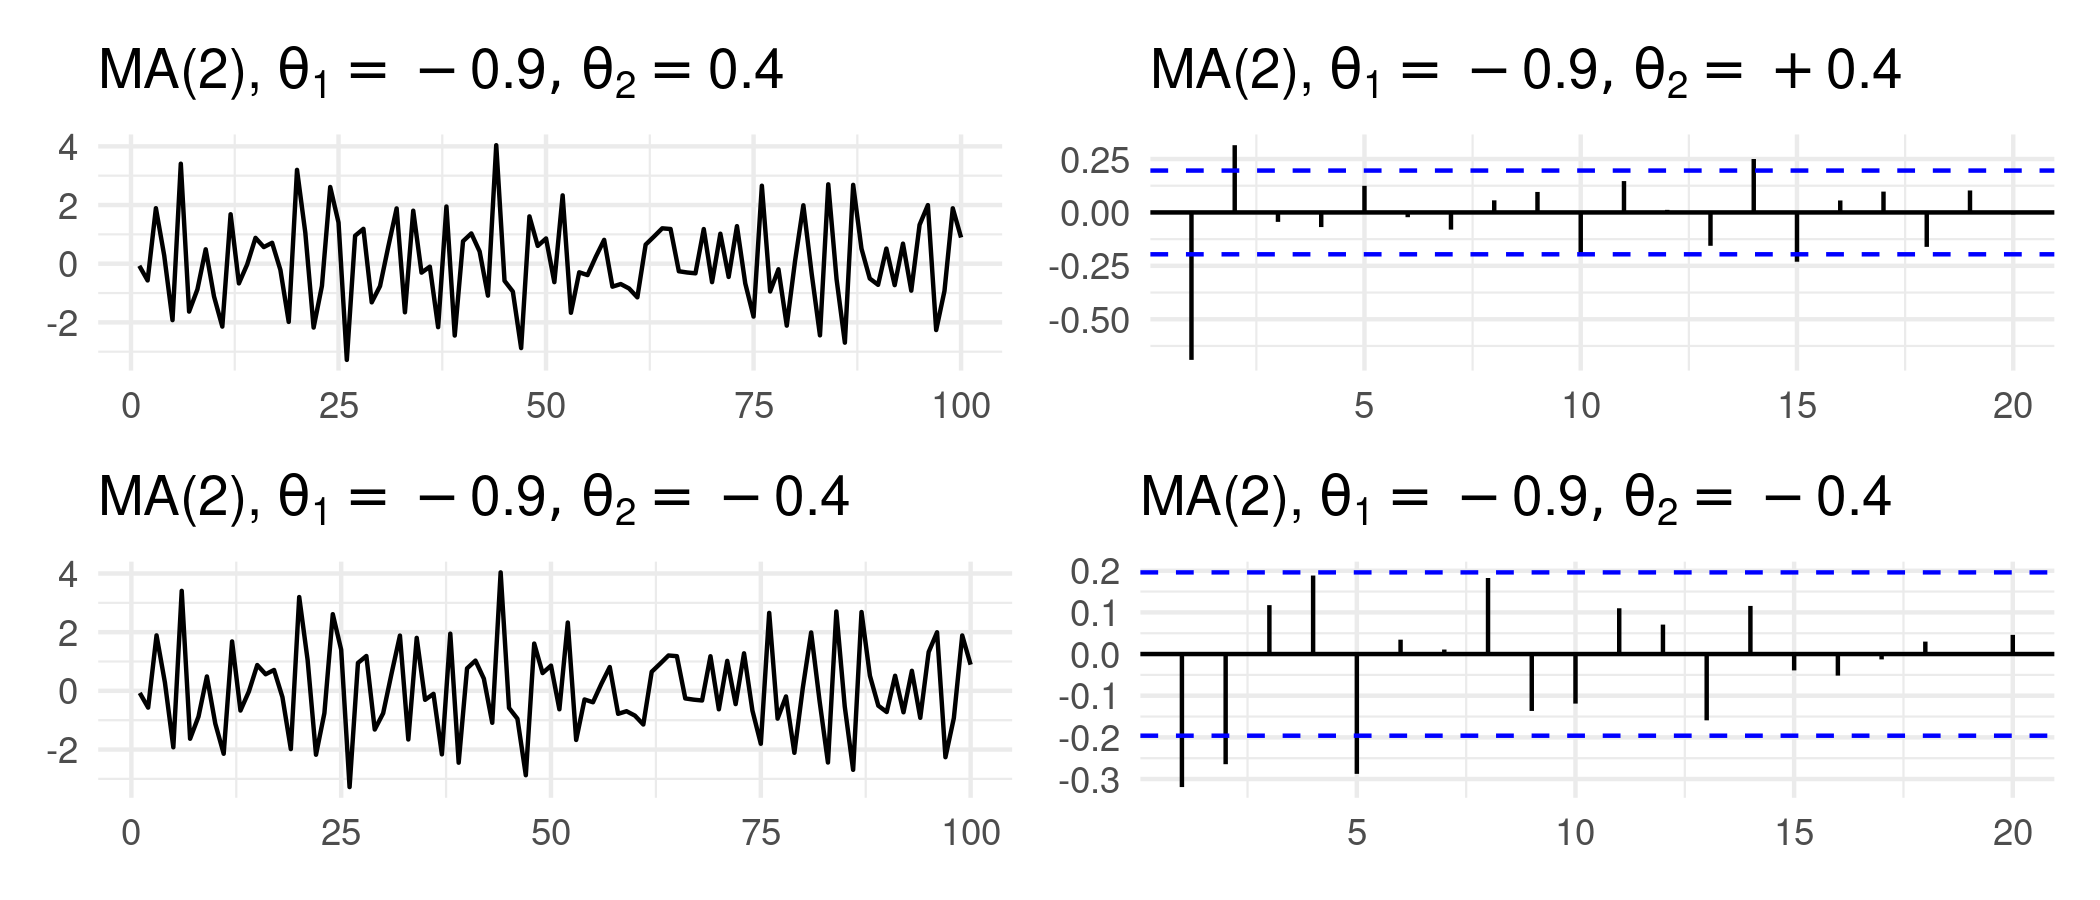 MA(2), θ₁ = − 0.9, θ₂ = 0.4
4
2
0
-2
0 25 50 75 100
MA(2), θ₁ = − 0.9, θ₂ = + 0.4
0.25
0.00
-0.25
-0.50
5 10 15 20
MA(2), θ₁ = − 0.9, θ₂ = − 0.4
4
2
0
-2
0 25 50 75 100
MA(2), θ₁ = − 0.9, θ₂ = − 0.4
0.2
0.1
0.0
-0.1
-0.2
-0.3
5 10 15 20